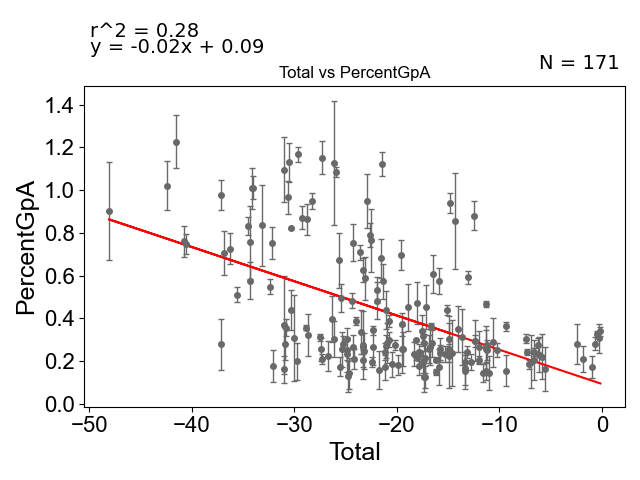 r^2 = 0.28
y = -0.02x + 0.09
N = 171
Total vs PercentGpA
PercentGpA
1.4
1.2
1.0
0.8
0.6
0.4
0.2
0.0
−50 −40 −30 −20 −10 0
Total